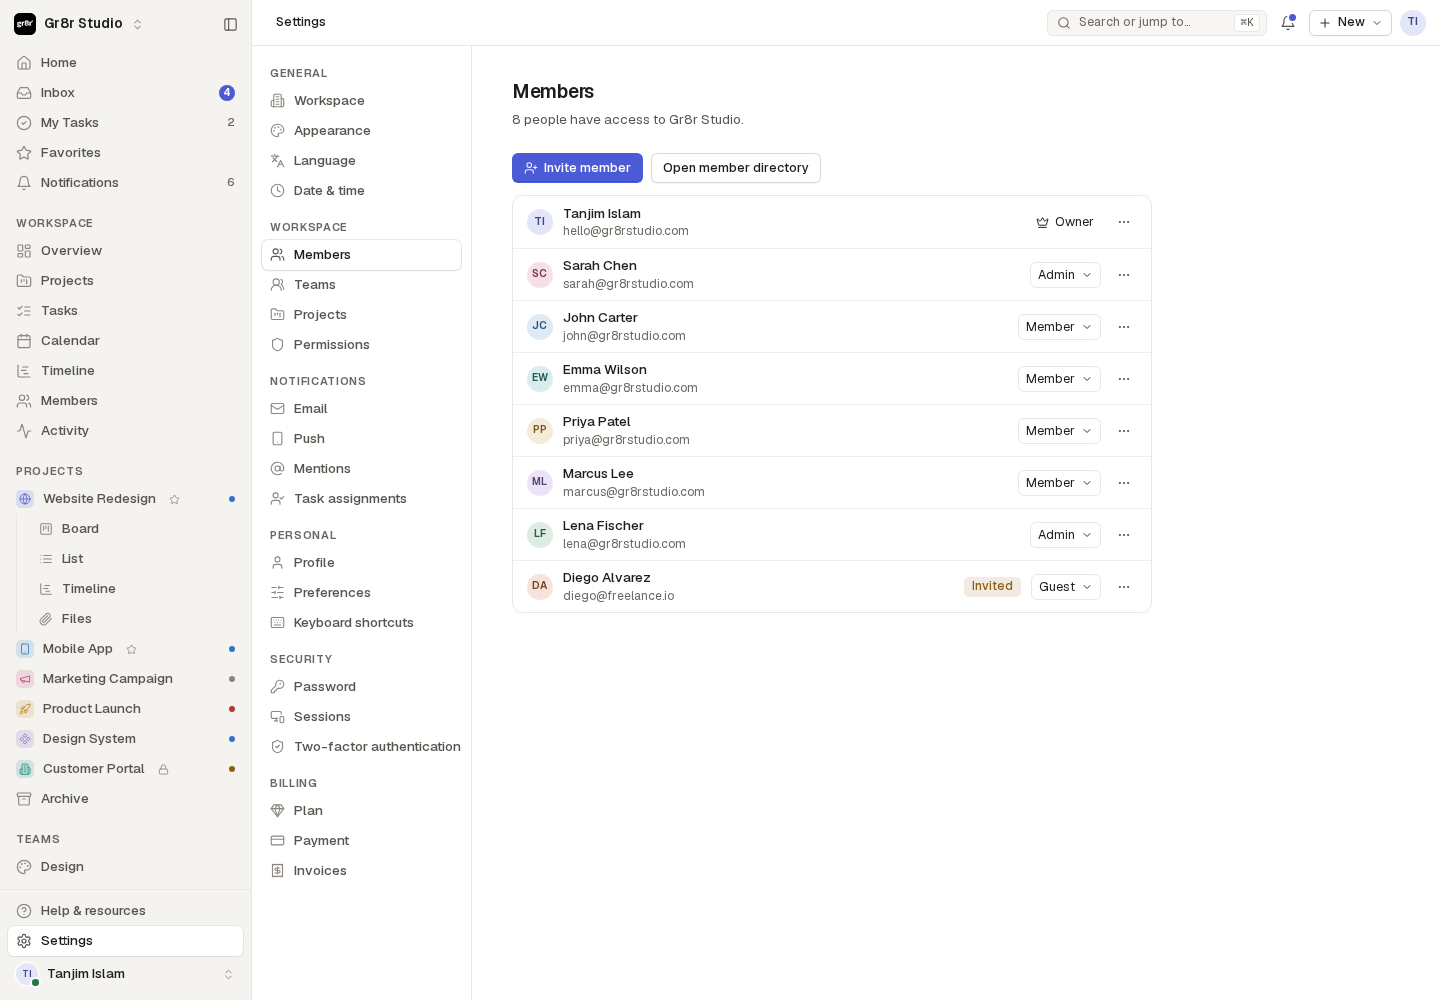 gr8r
Gr8r Studio
Home
Inbox 4
My Tasks 2
Favorites
Notifications 6
WORKSPACE
Overview
Projects
Tasks
Calendar
Timeline
Members
Activity
PROJECTS
Website Redesign
Board
List
Timeline
Files
Mobile App
Marketing Campaign
Product Launch
Design System
Customer Portal
Archive
TEAMS
Design
Help & resources
Settings
TI Tanjim Islam
Settings
Search or jump to... ⌘K
New
TI
GENERAL
Workspace
Appearance
Language
Date & time
WORKSPACE
Members
Teams
Projects
Permissions
NOTIFICATIONS
Email
Push
Mentions
Task assignments
PERSONAL
Profile
Preferences
Keyboard shortcuts
SECURITY
Password
Sessions
Two-factor authentication
BILLING
Plan
Payment
Invoices
Members
8 people have access to Gr8r Studio.
Invite member
Open member directory
TI Tanjim Islam
hello@gr8rstudio.com
Owner
SC Sarah Chen
sarah@gr8rstudio.com
Admin
JC John Carter
john@gr8rstudio.com
Member
EW Emma Wilson
emma@gr8rstudio.com
Member
PP Priya Patel
priya@gr8rstudio.com
Member
ML Marcus Lee
marcus@gr8rstudio.com
Member
LF Lena Fischer
lena@gr8rstudio.com
Admin
DA Diego Alvarez
diego@freelance.io
Invited
Guest